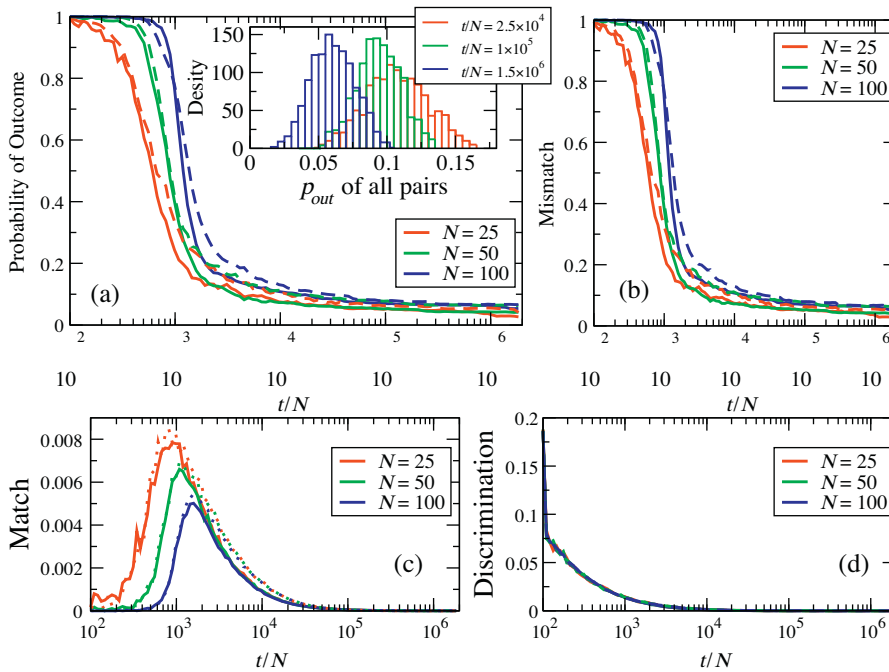 1
0.8
0.6
0.4
0.2
0
Probability of Outcome
(a)
150
100
50
0
Desity
0
0.05
0.1
0.15
p_out of all pairs
t/N = 2.5×10^4
t/N = 1×10^5
t/N = 1.5×10^6
N = 25
N = 50
N = 100
2
3
4
5
6
10
10
10
10
10
t/N
1
0.8
0.6
0.4
0.2
0
Mismatch
(b)
N = 25
N = 50
N = 100
2
3
4
5
6
10
10
10
10
10
t/N
0.008
0.006
0.004
0.002
0
Match
(c)
N = 25
N = 50
N = 100
10^2
10^3
10^4
10^5
10^6
t/N
0.2
0.15
0.1
0.05
0
Discrimination
(d)
N = 25
N = 50
N = 100
10^2
10^3
10^4
10^5
10^6
t/N